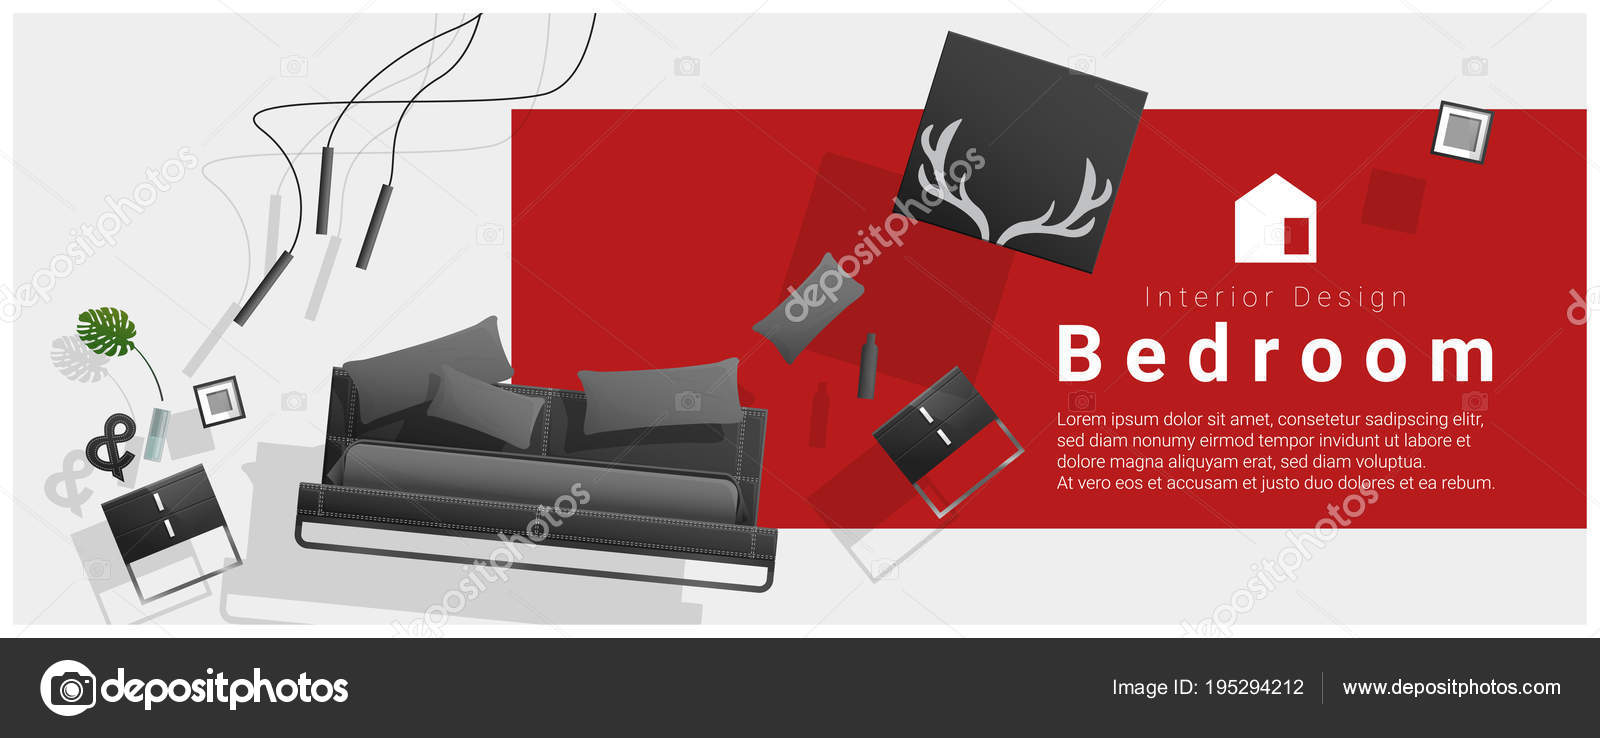 Interior Design
Bedroom
Lorem ipsum dolor sit amet, consetetur sadipscing elitr,
sed diam nonumy eirmod tempor invidunt ut labore et
dolore magna aliquyam erat, sed diam voluptua.
At vero eos et accusam et justo duo dolores et ea rebum.
&
depositphotos
Image ID: 195294212
www.depositphotos.com